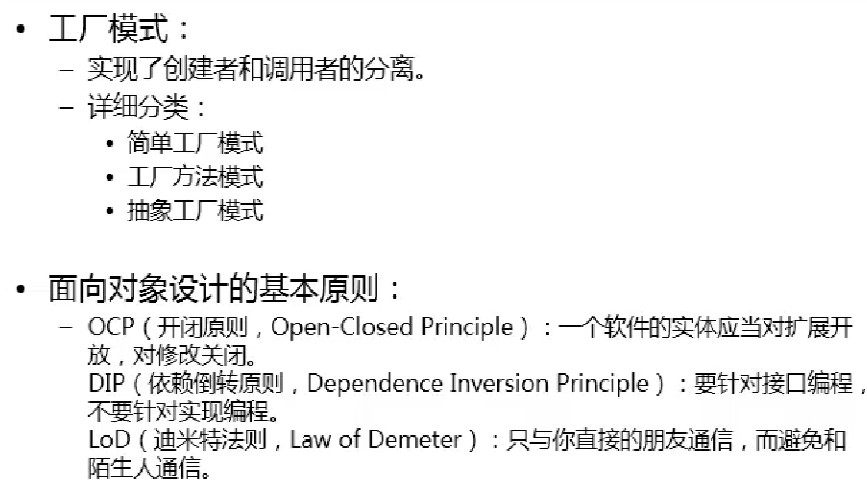 • 工厂模式：
– 实现了创建者和调用者的分离。
– 详细分类：
• 简单工厂模式
• 工厂方法模式
• 抽象工厂模式
• 面向对象设计的基本原则：
– OCP（开闭原则，Open-Closed Principle）：一个软件的实体应当对扩展开
放，对修改关闭。
DIP（依赖倒转原则，Dependence Inversion Principle）：要针对接口编程，
不要针对实现编程。
LoD（迪米特法则，Law of Demeter）：只与你直接的朋友通信，而避免和
陌生人通信。